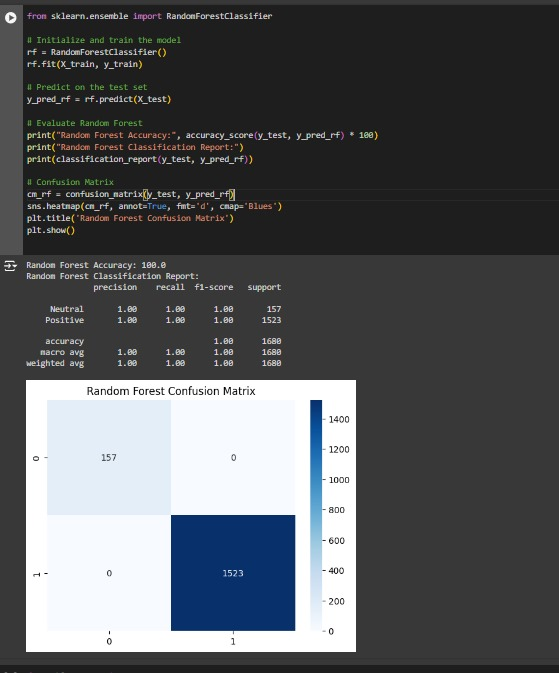 from sklearn.ensemble import RandomForestClassifier
# Initialize and train the model
rf = RandomForestClassifier()
rf.fit(X_train, y_train)
# Predict on the test set
y_pred_rf = rf.predict(X_test)
# Evaluate Random Forest
print("Random Forest Accuracy:", accuracy_score(y_test, y_pred_rf) * 100)
print("Random Forest Classification Report:")
print(classification_report(y_test, y_pred_rf))
# Confusion Matrix
cm_rf = confusion_matrix(y_test, y_pred_rf)
sns.heatmap(cm_rf, annot=True, fmt='d', cmap='Blues')
plt.title('Random Forest Confusion Matrix')
plt.show()
Random Forest Accuracy: 100.0
Random Forest Classification Report:
precision recall f1-score support
Neutral 1.00 1.00 1.00 157
Positive 1.00 1.00 1.00 1523
accuracy 1.00 1680
macro avg 1.00 1.00 1.00 1680
weighted avg 1.00 1.00 1.00 1680
Random Forest Confusion Matrix
0
157
0
1
0
1523
0
1
1400
1200
1000
800
600
400
200
0